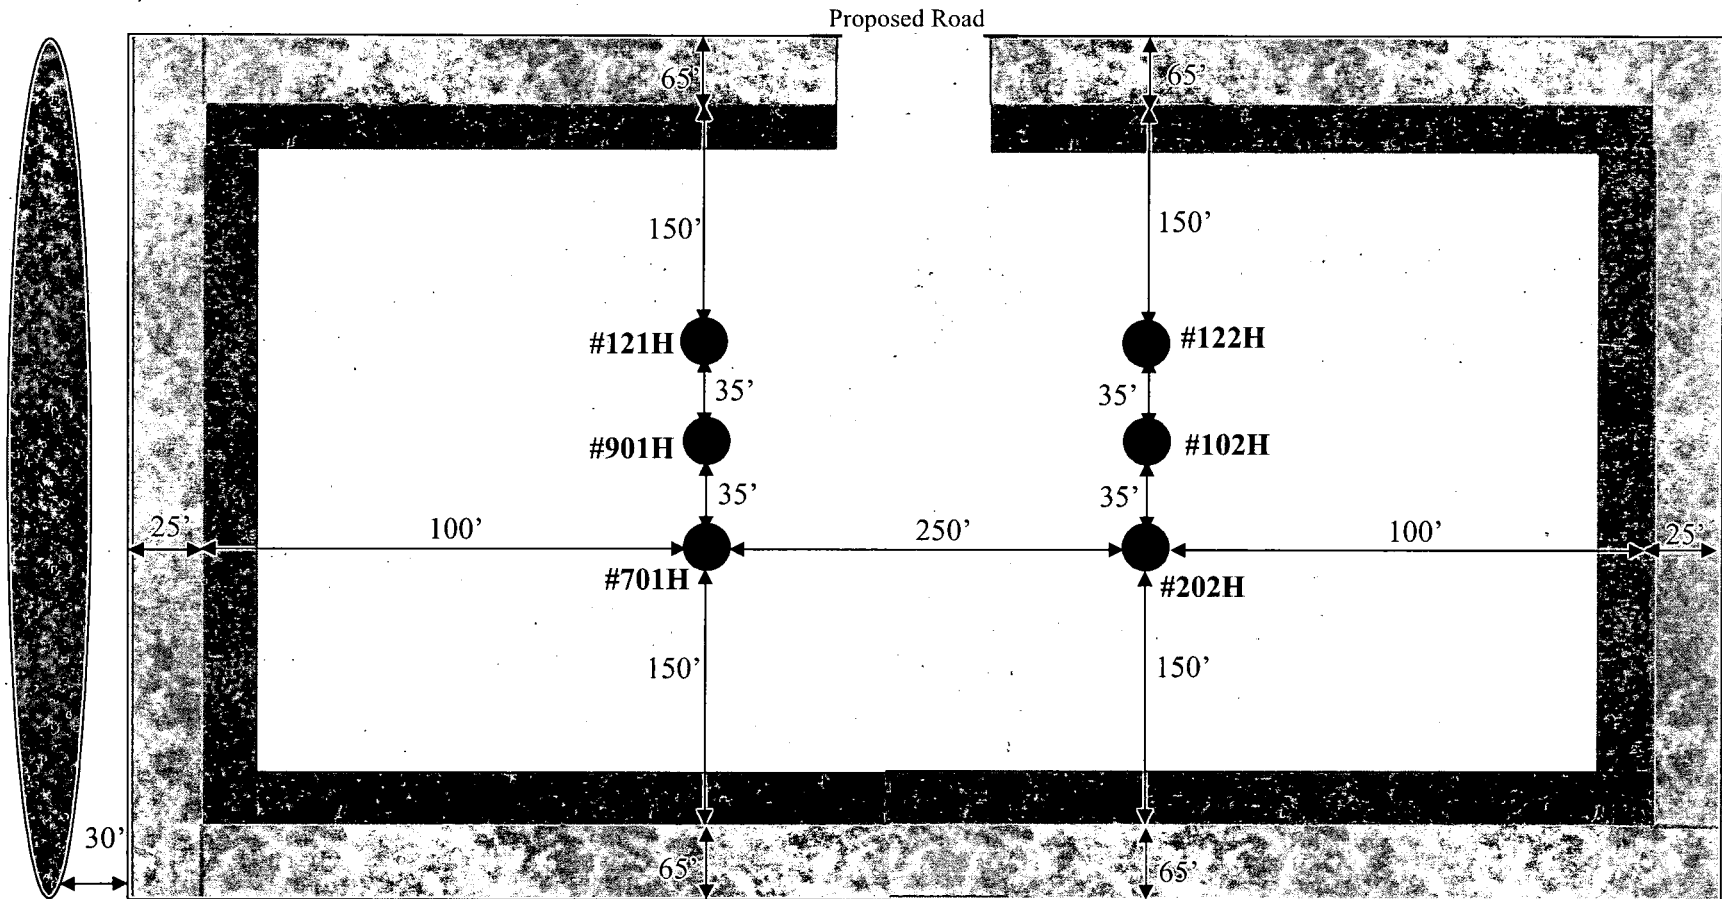 Proposed Road
65’ 65’
150’ 150’
#121H #122H
35’ 35’
#901H #102H
35’ 35’
25’ 100’ 250’ 100’ 25’
#701H #202H
150’ 150’
30’ 65’ 65’